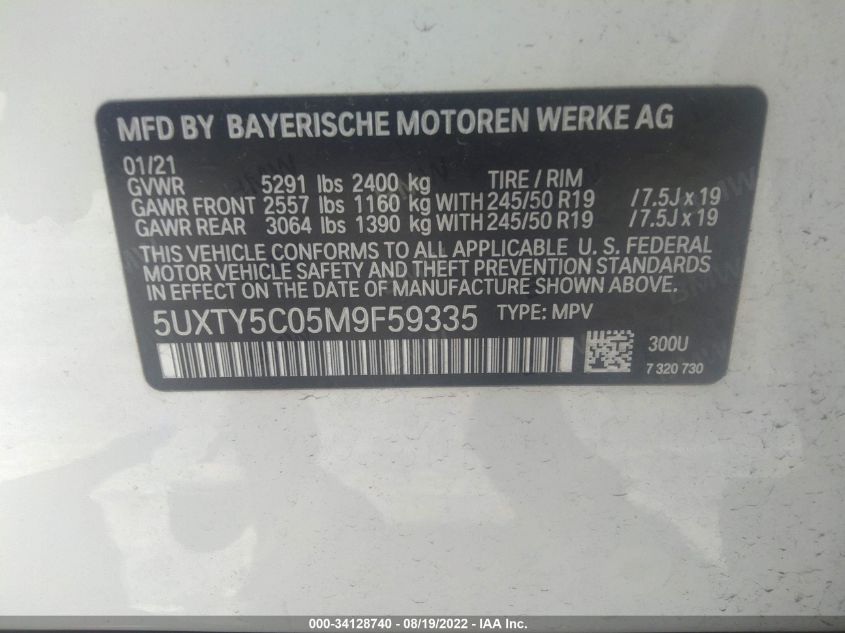 MFD BY BAYERISCHE MOTOREN WERKE AG
01/21
GVWR 5291 lbs 2400 kg TIRE / RIM
GAWR FRONT 2557 lbs 1160 kg WITH 245/50 R19 / 7.5J x 19
GAWR REAR 3064 lbs 1390 kg WITH 245/50 R19 / 7.5J x 19
THIS VEHICLE CONFORMS TO ALL APPLICABLE U. S. FEDERAL
MOTOR VEHICLE SAFETY AND THEFT PREVENTION STANDARDS
IN EFFECT ON THE DATE OF MANUFACTURE SHOWN ABOVE.
5UXTY5C05M9F59335 TYPE: MPV
300U
7 320 730
000-34128740 - 08/19/2022 - IAA Inc.